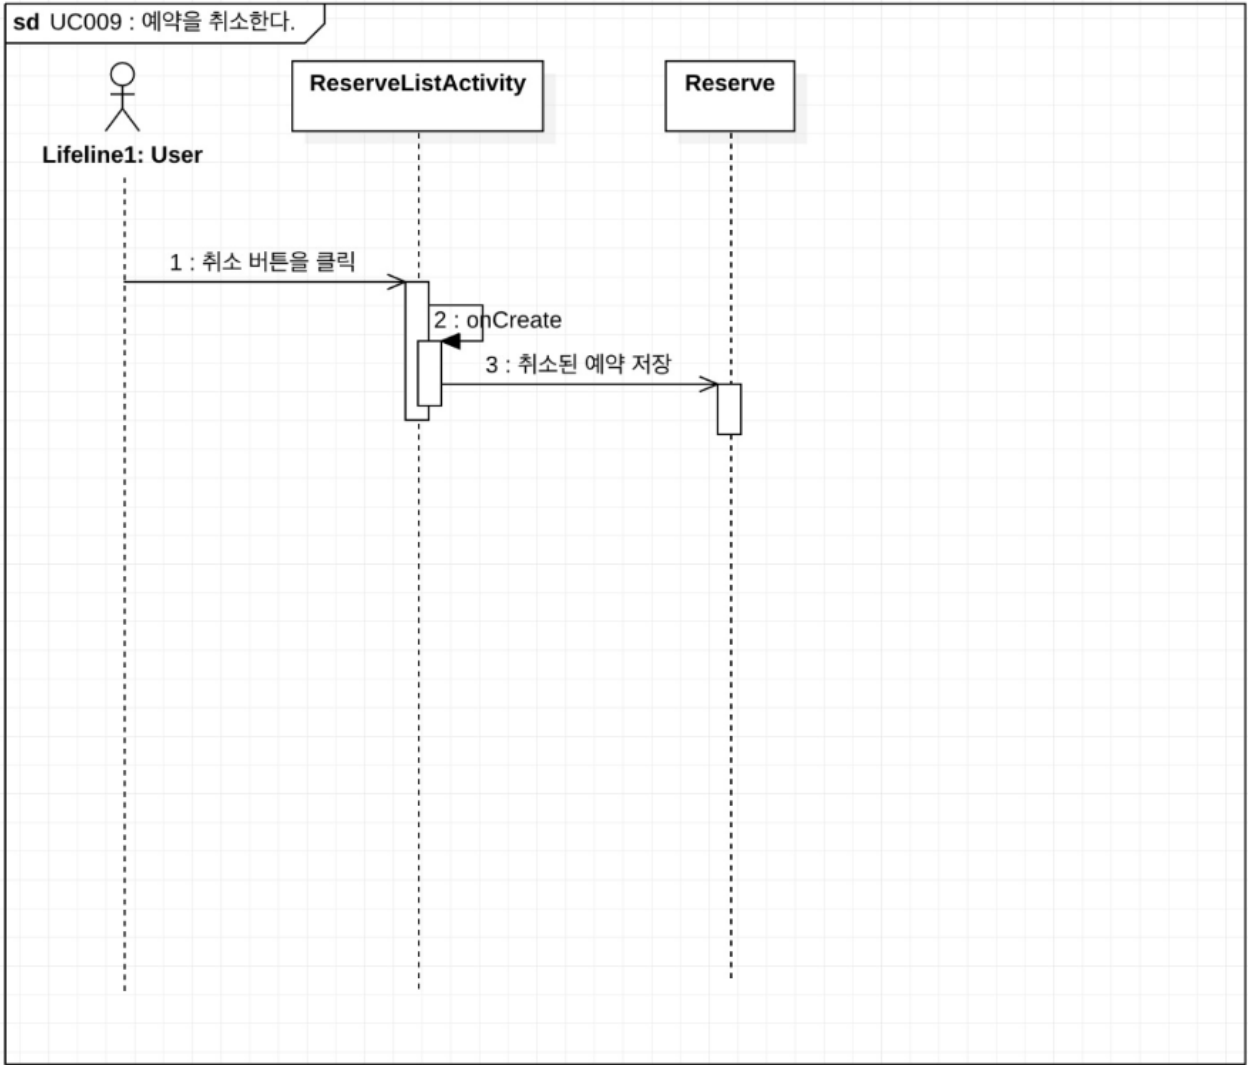 sd UC009 : 예약을 취소한다.
ReserveListActivity
Reserve
Lifeline1: User
1 : 취소 버튼을 클릭
2 : onCreate
3 : 취소된 예약 저장